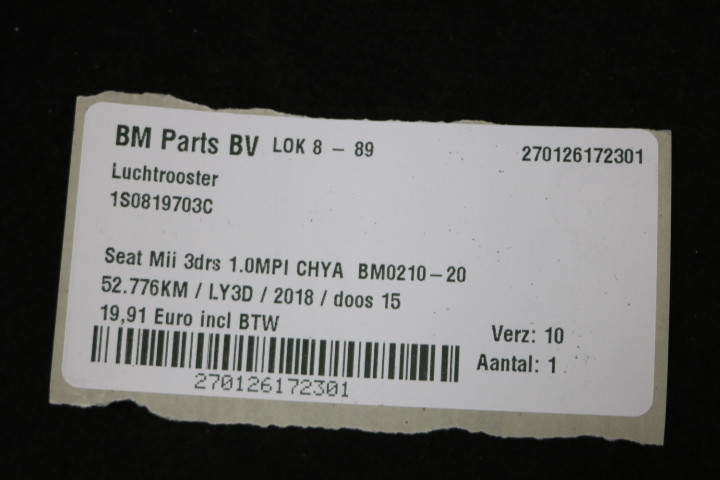 BM Parts BV LOK 8 - 89 270126172301
Luchtrooster
1S0819703C
Seat Mii 3drs 1.0MPI CHYA BM0210-20
52.776KM / LY3D / 2018 / doos 15
19,91 Euro incl BTW
Verz: 10
Aantal: 1
270126172301